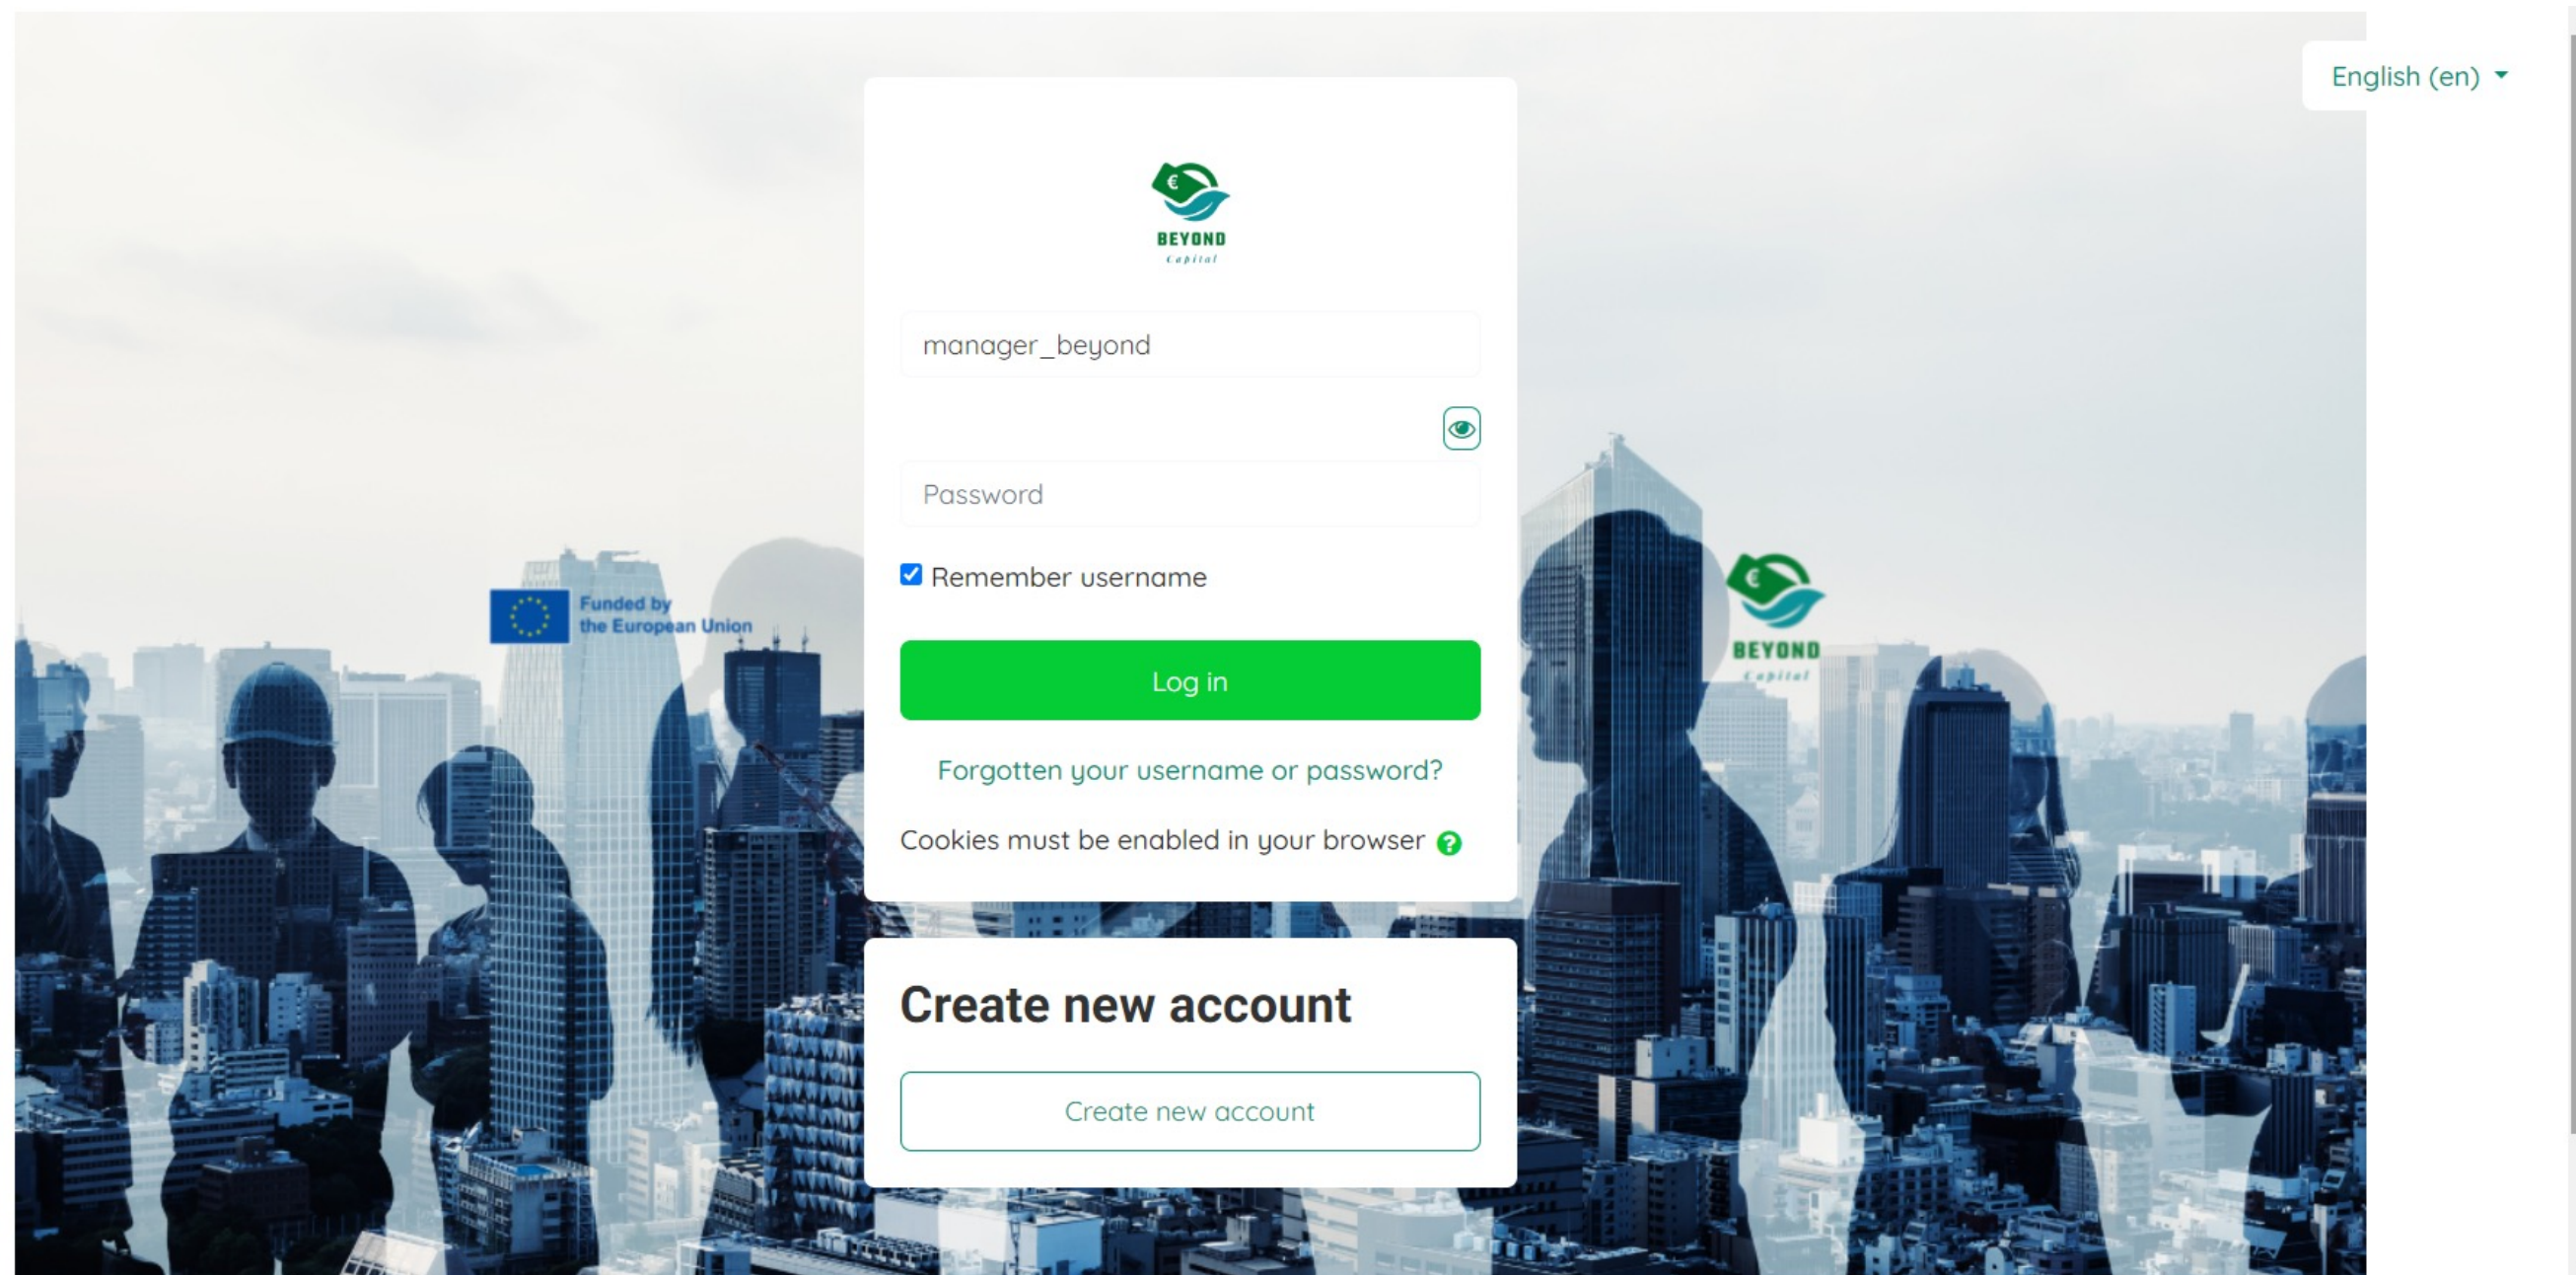 English (en)
€
BEYOND
Capital
manager_beyond
Password
Remember username
Funded by
the European Union
€
BEYOND
Capital
Log in
Forgotten your username or password?
Cookies must be enabled in your browser ?
Create new account
Create new account